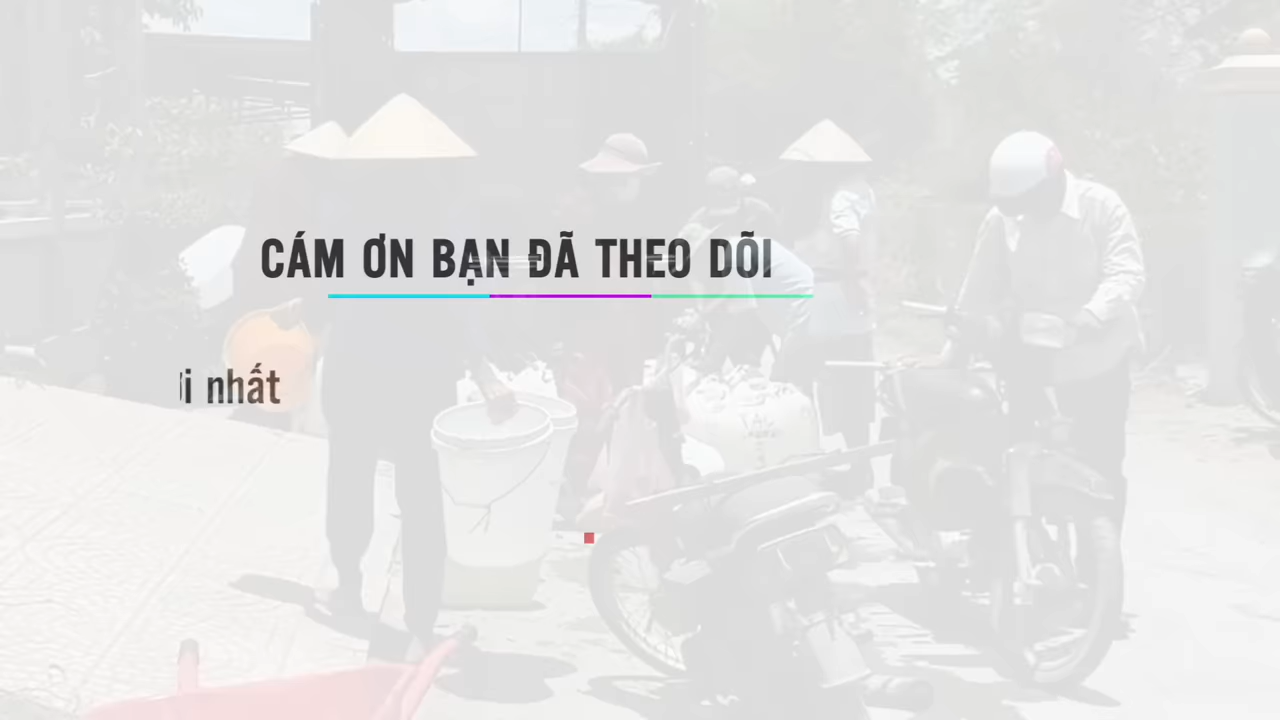 CÁM ƠN BẠN ĐÃ THEO DÕI
nhất